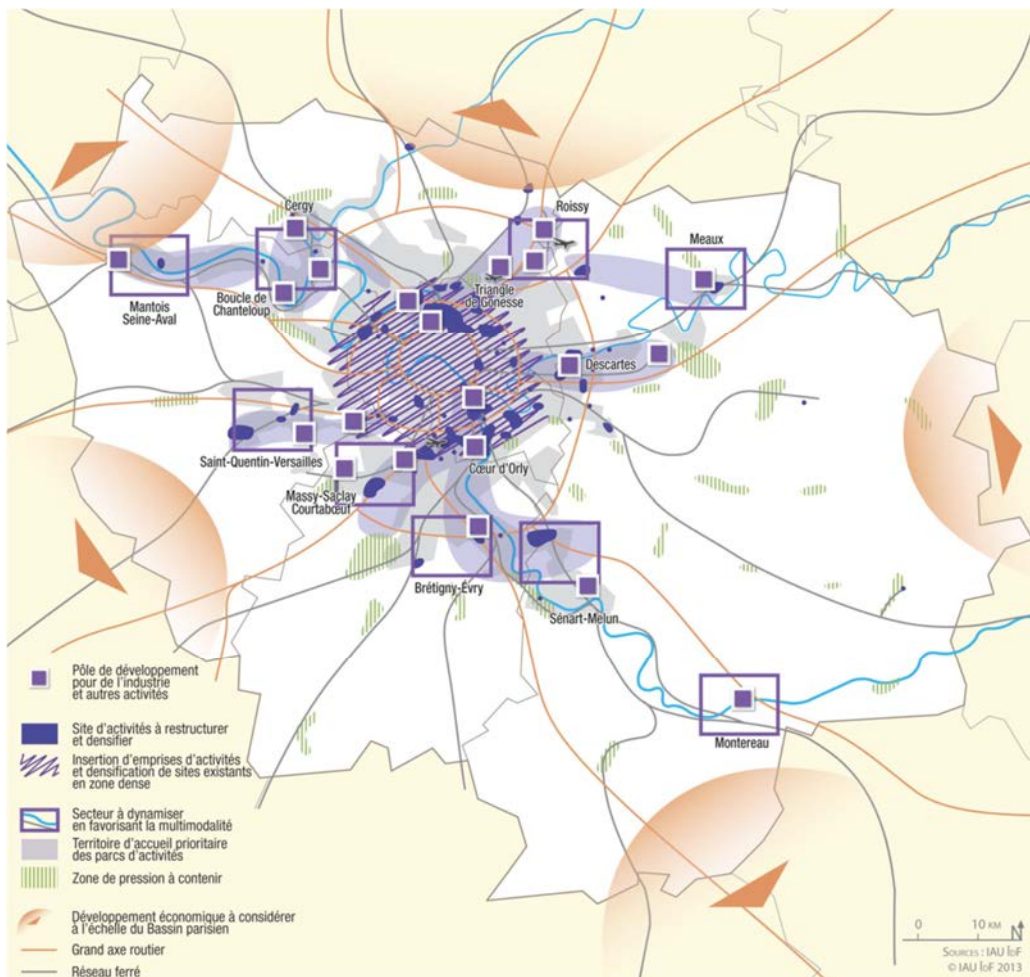 Cergy
Roissy
Meaux
Mantois
Seine-Aval
Boucle de
Chanteloup
Triangle
de Gonesse
Descartes
Saint-Quentin-Versailles
Massy-Saclay
Courtabœuf
Cœur d'Orly
Brétigny-Évry
Sénart-Melun
Montereau
Pôle de développement
pour de l'industrie
et autres activités
Site d'activités à restructurer
et densifier
Insertion d'emprises d'activités
et densification de sites existants
en zone dense
Secteur à dynamiser
en favorisant la multimodalité
Territoire d'accueil prioritaire
des parcs d'activités
Zone de pression à contenir
Développement économique à considérer
à l'échelle du Bassin parisien
Grand axe routier
Réseau ferré
0 10 KM
N
SOURCES : IAU ÎDF
© IAU ÎDF 2013